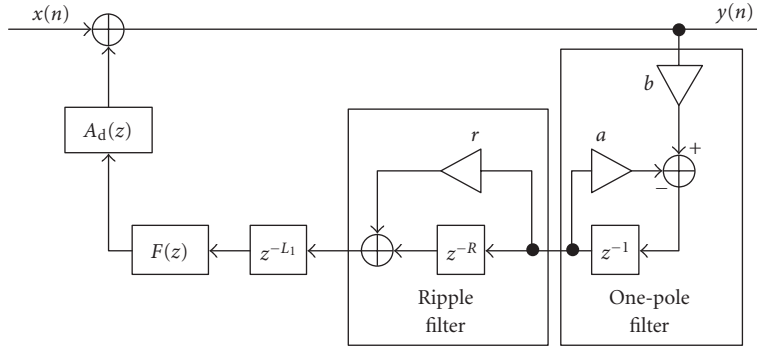 x(n)
y(n)
b
A_d(z)
r
a
+
−
F(z)
z^{-L_1}
z^{-R}
z^{-1}
Ripple
filter
One-pole
filter